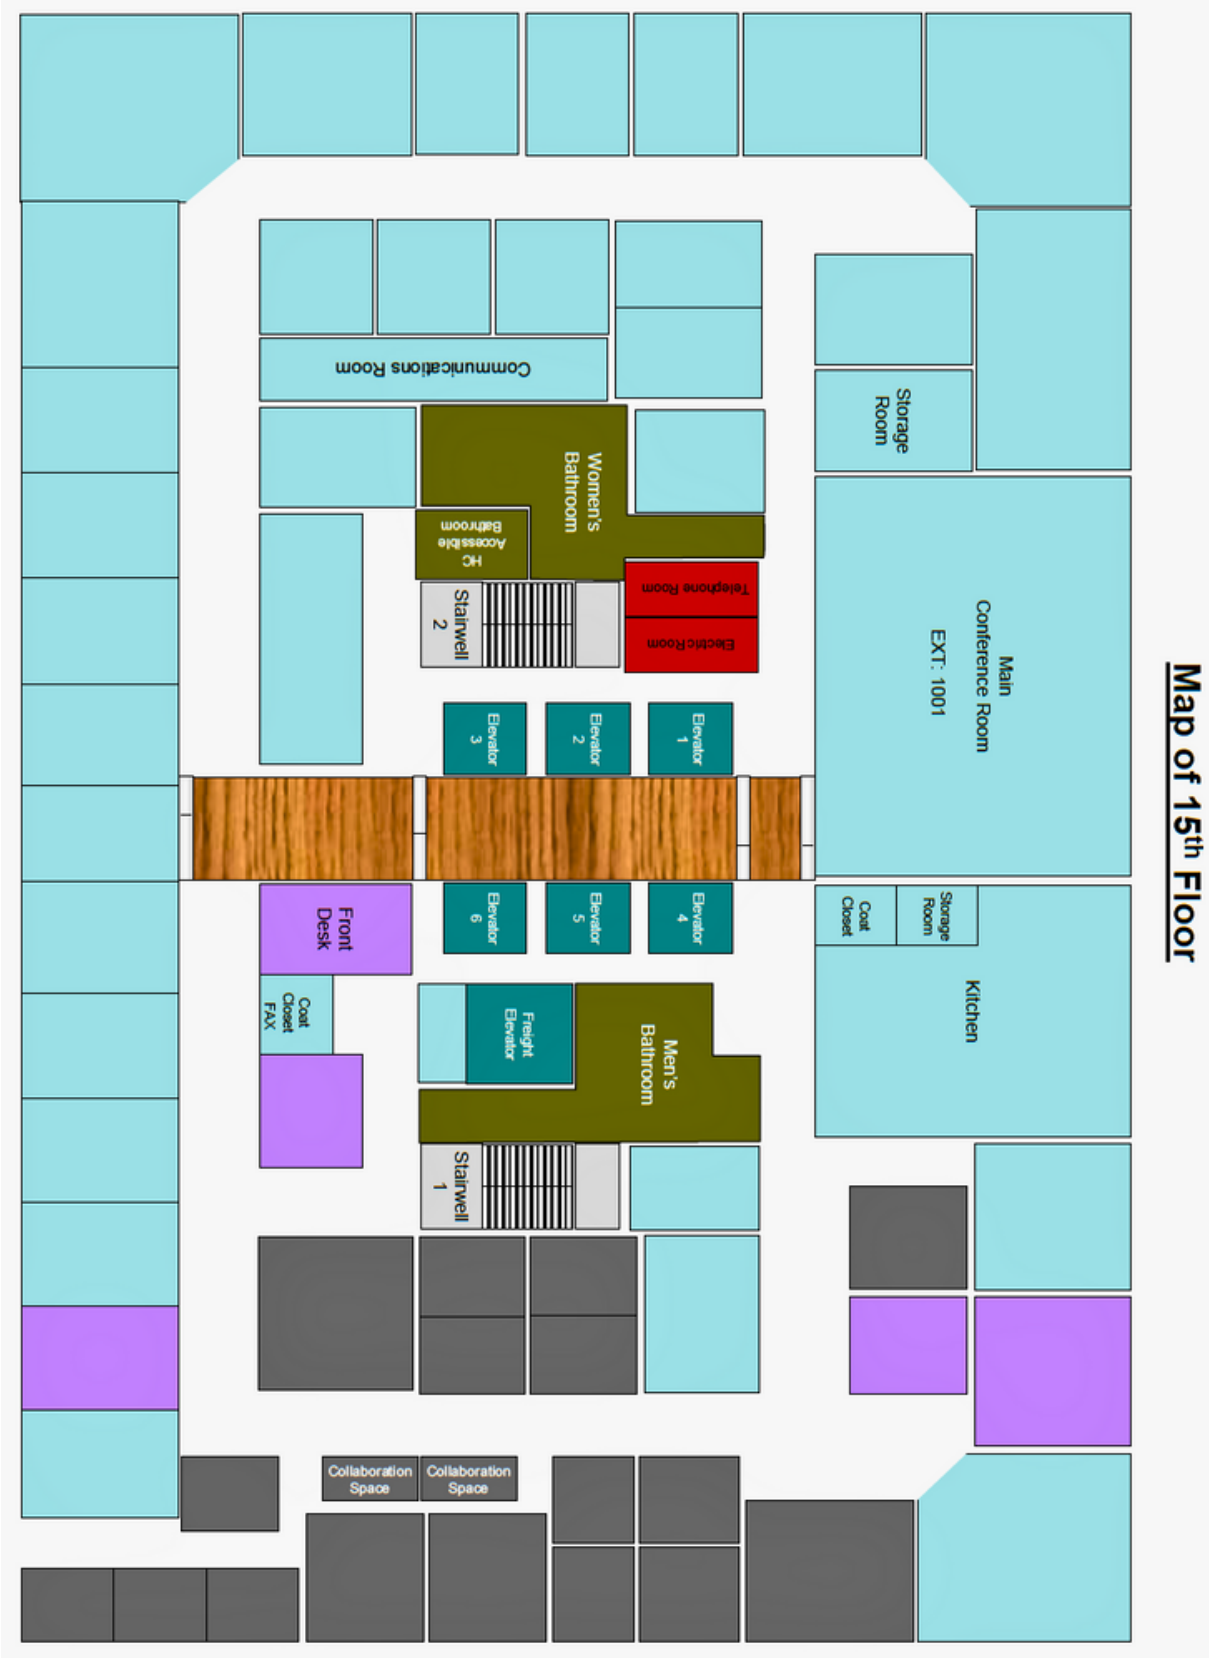 Map of 15th Floor
Communications Room
Storage
Room
Women's
Bathroom
HC
Accessible
Bathroom
Telephone Room
Electric Room
Stairwell
2
Main
Conference Room
EXT: 1001
Elevator
3
Elevator
2
Elevator
1
Front
Desk
Elevator
6
Elevator
5
Elevator
4
Coat
Closet
Storage
Room
Kitchen
Coat
Closet
FAX
Freight
Elevator
Men's
Bathroom
Stairwell
1
Collaboration
Space
Collaboration
Space